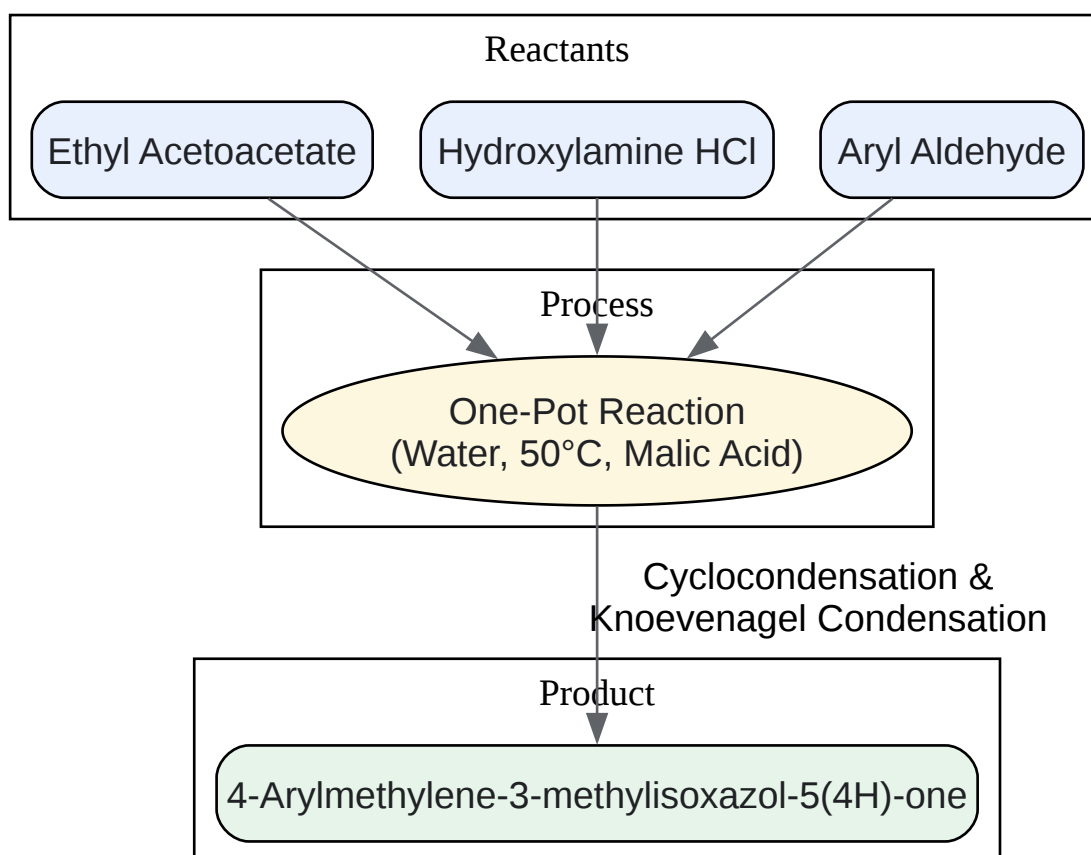 Reactants
Ethyl Acetoacetate
Hydroxylamine HCl
Aryl Aldehyde
Process
One-Pot Reaction
(Water, 50°C, Malic Acid)
Cyclocondensation &
Knoevenagel Condensation
Product
4-Arylmethylene-3-methylisoxazol-5(4H)-one